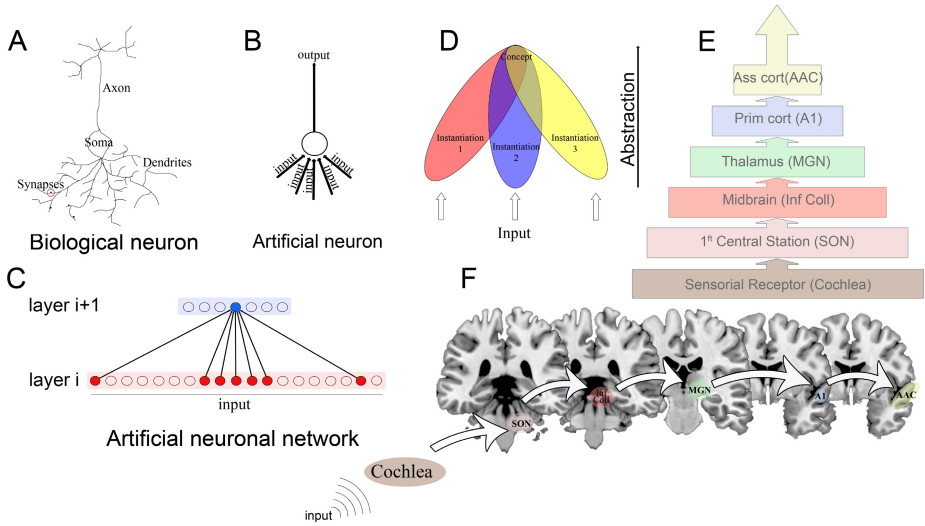 A
Axon
Soma
Dendrites
Synapses
Biological neuron
B
output
input
input
input
input
input
Artificial neuron
C
layer i+1
layer i
input
Artificial neuronal network
D
Concept
Instantiation
1
Instantiation
2
Instantiation
3
Input
Abstraction
E
Ass cort(AAC)
Prim cort (A1)
Thalamus (MGN)
Midbrain (Inf Coll)
1ft Central Station (SON)
Sensorial Receptor (Cochlea)
F
SON
Inf
Coll
MGN
A1
AAC
Cochlea
input